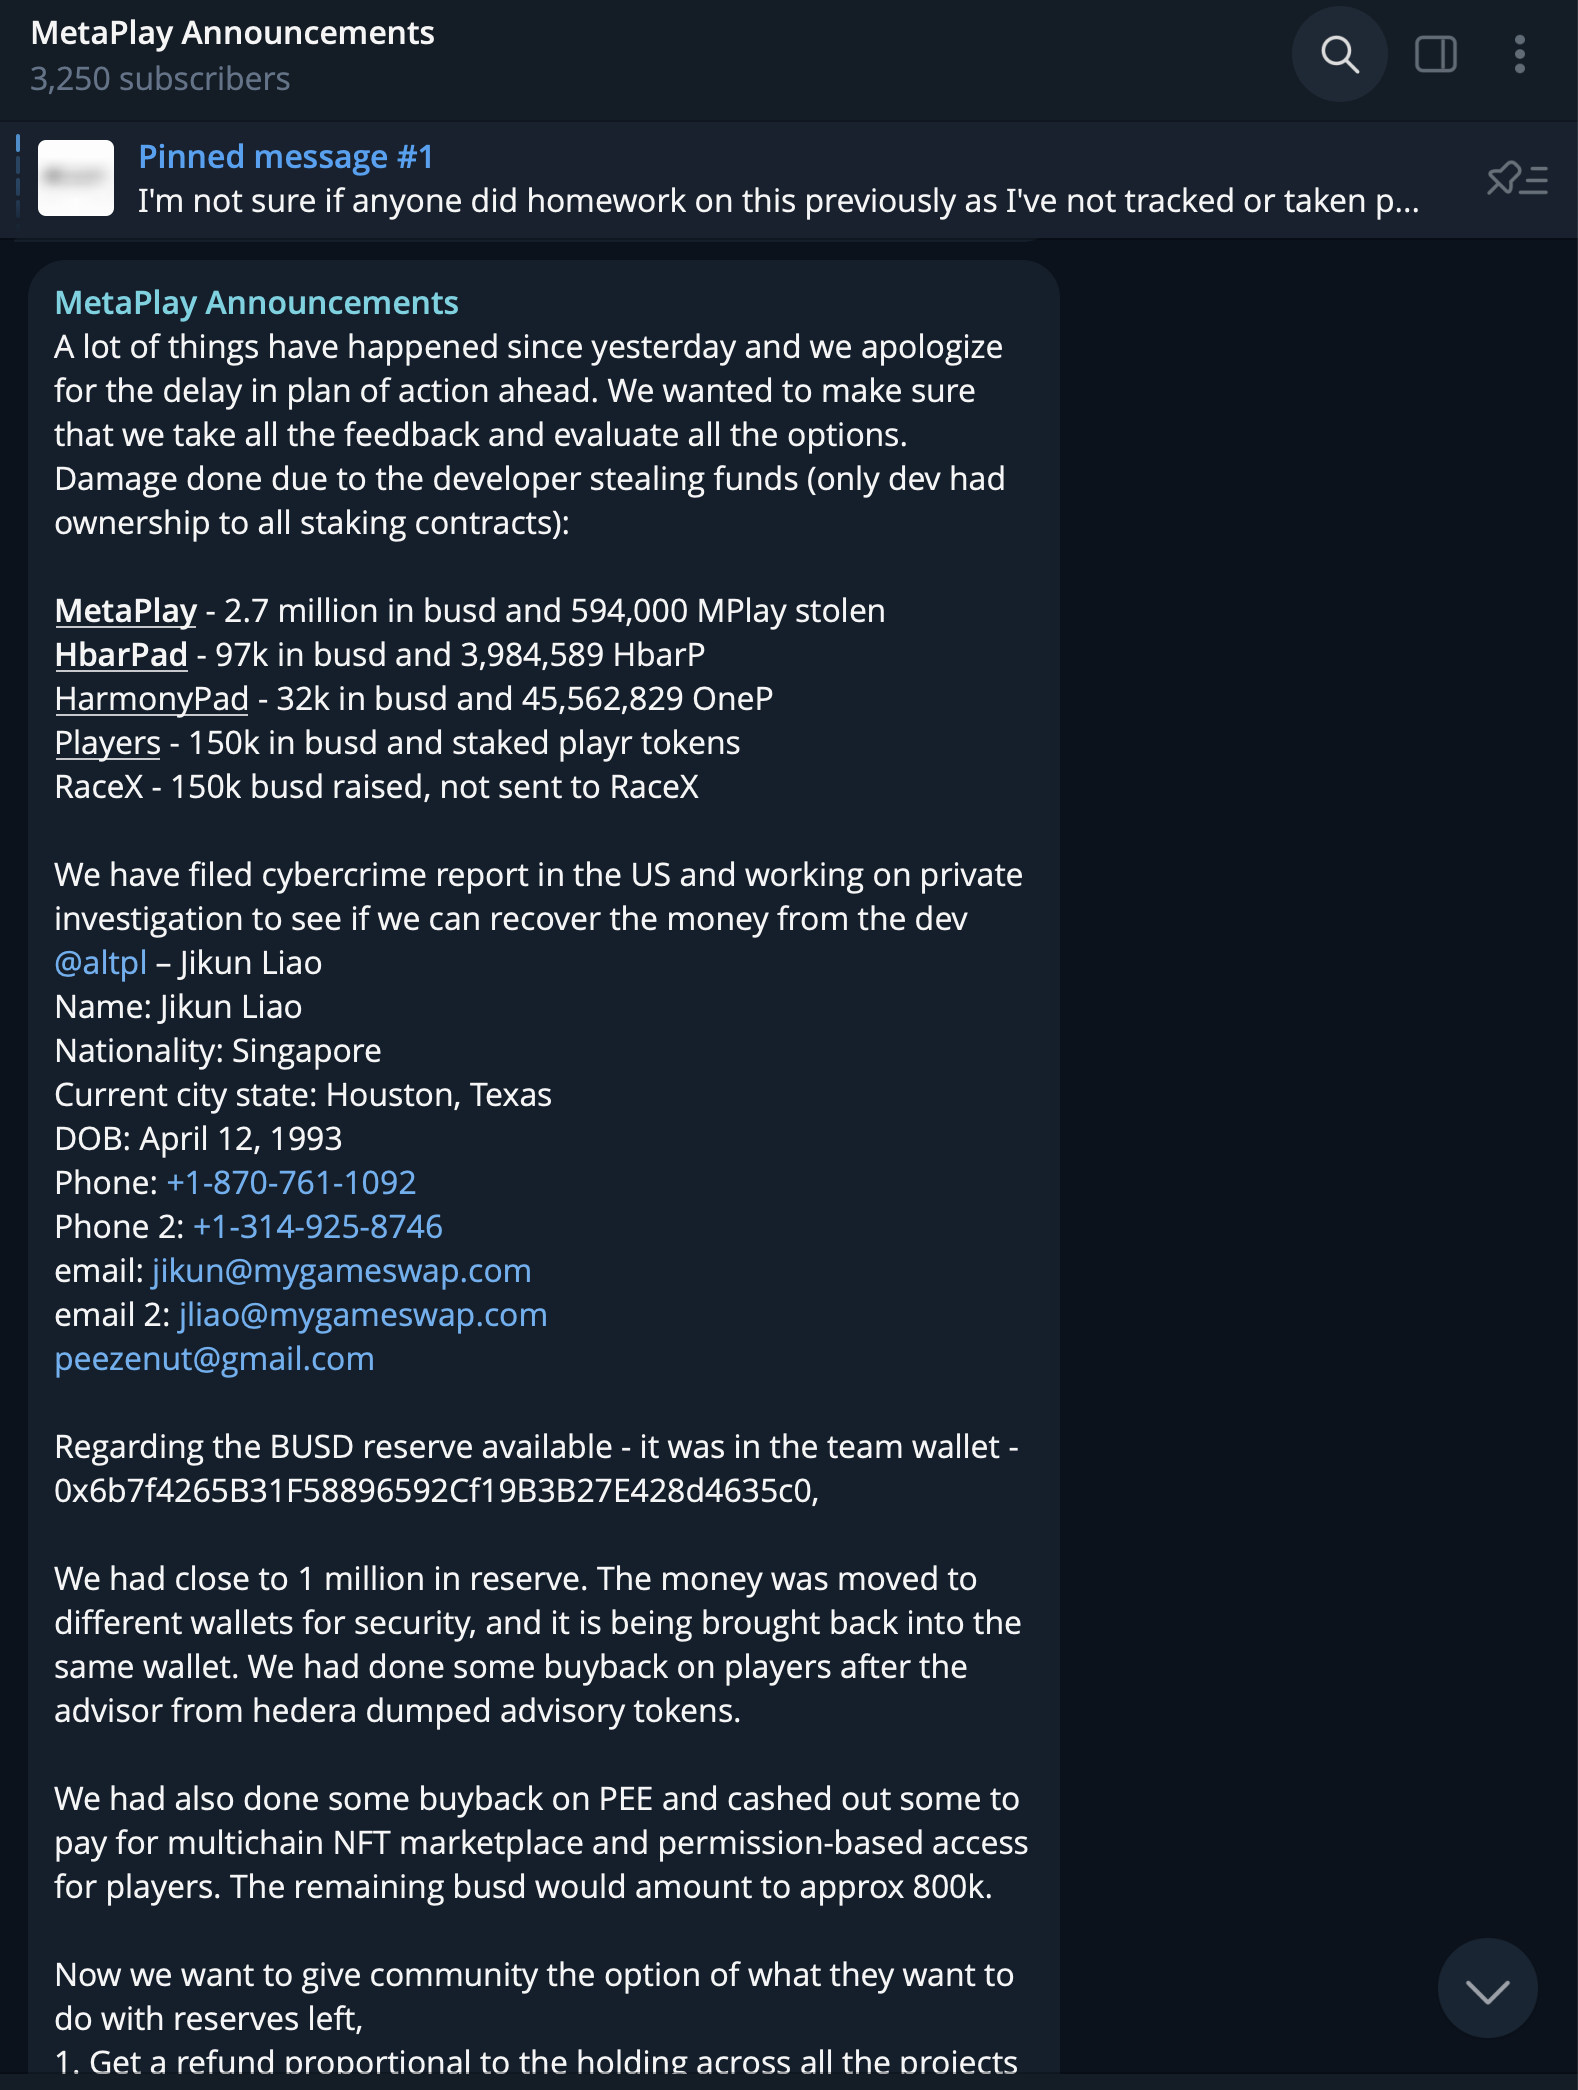 MetaPlay Announcements
3,250 subscribers
Pinned message #1
I'm not sure if anyone did homework on this previously as I've not tracked or taken p...
MetaPlay Announcements
A lot of things have happened since yesterday and we apologize
for the delay in plan of action ahead. We wanted to make sure
that we take all the feedback and evaluate all the options.
Damage done due to the developer stealing funds (only dev had
ownership to all staking contracts):
MetaPlay - 2.7 million in busd and 594,000 MPlay stolen
HbarPad - 97k in busd and 3,984,589 HbarP
HarmonyPad - 32k in busd and 45,562,829 OneP
Players - 150k in busd and staked playr tokens
RaceX - 150k busd raised, not sent to RaceX
We have filed cybercrime report in the US and working on private
investigation to see if we can recover the money from the dev
@altpl – Jikun Liao
Name: Jikun Liao
Nationality: Singapore
Current city state: Houston, Texas
DOB: April 12, 1993
Phone: +1-870-761-1092
Phone 2: +1-314-925-8746
email: jikun@mygameswap.com
email 2: jliao@mygameswap.com
peezenut@gmail.com
Regarding the BUSD reserve available - it was in the team wallet -
0x6b7f4265B31F58896592Cf19B3B27E428d4635c0,
We had close to 1 million in reserve. The money was moved to
different wallets for security, and it is being brought back into the
same wallet. We had done some buyback on players after the
advisor from hedera dumped advisory tokens.
We had also done some buyback on PEE and cashed out some to
pay for multichain NFT marketplace and permission-based access
for players. The remaining busd would amount to approx 800k.
Now we want to give community the option of what they want to
do with reserves left,
1. Get a refund proportional to the holding across all the projects